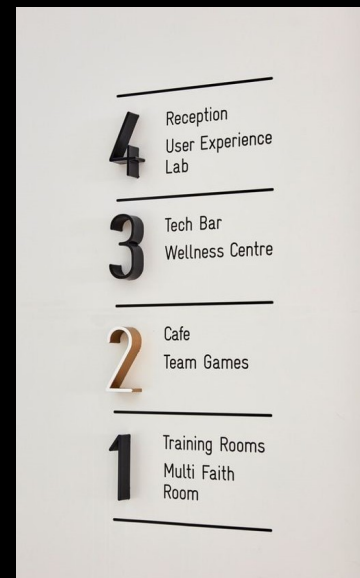 4
Reception
User Experience
Lab
3
Tech Bar
Wellness Centre
2
Cafe
Team Games
1
Training Rooms
Multi Faith
Room